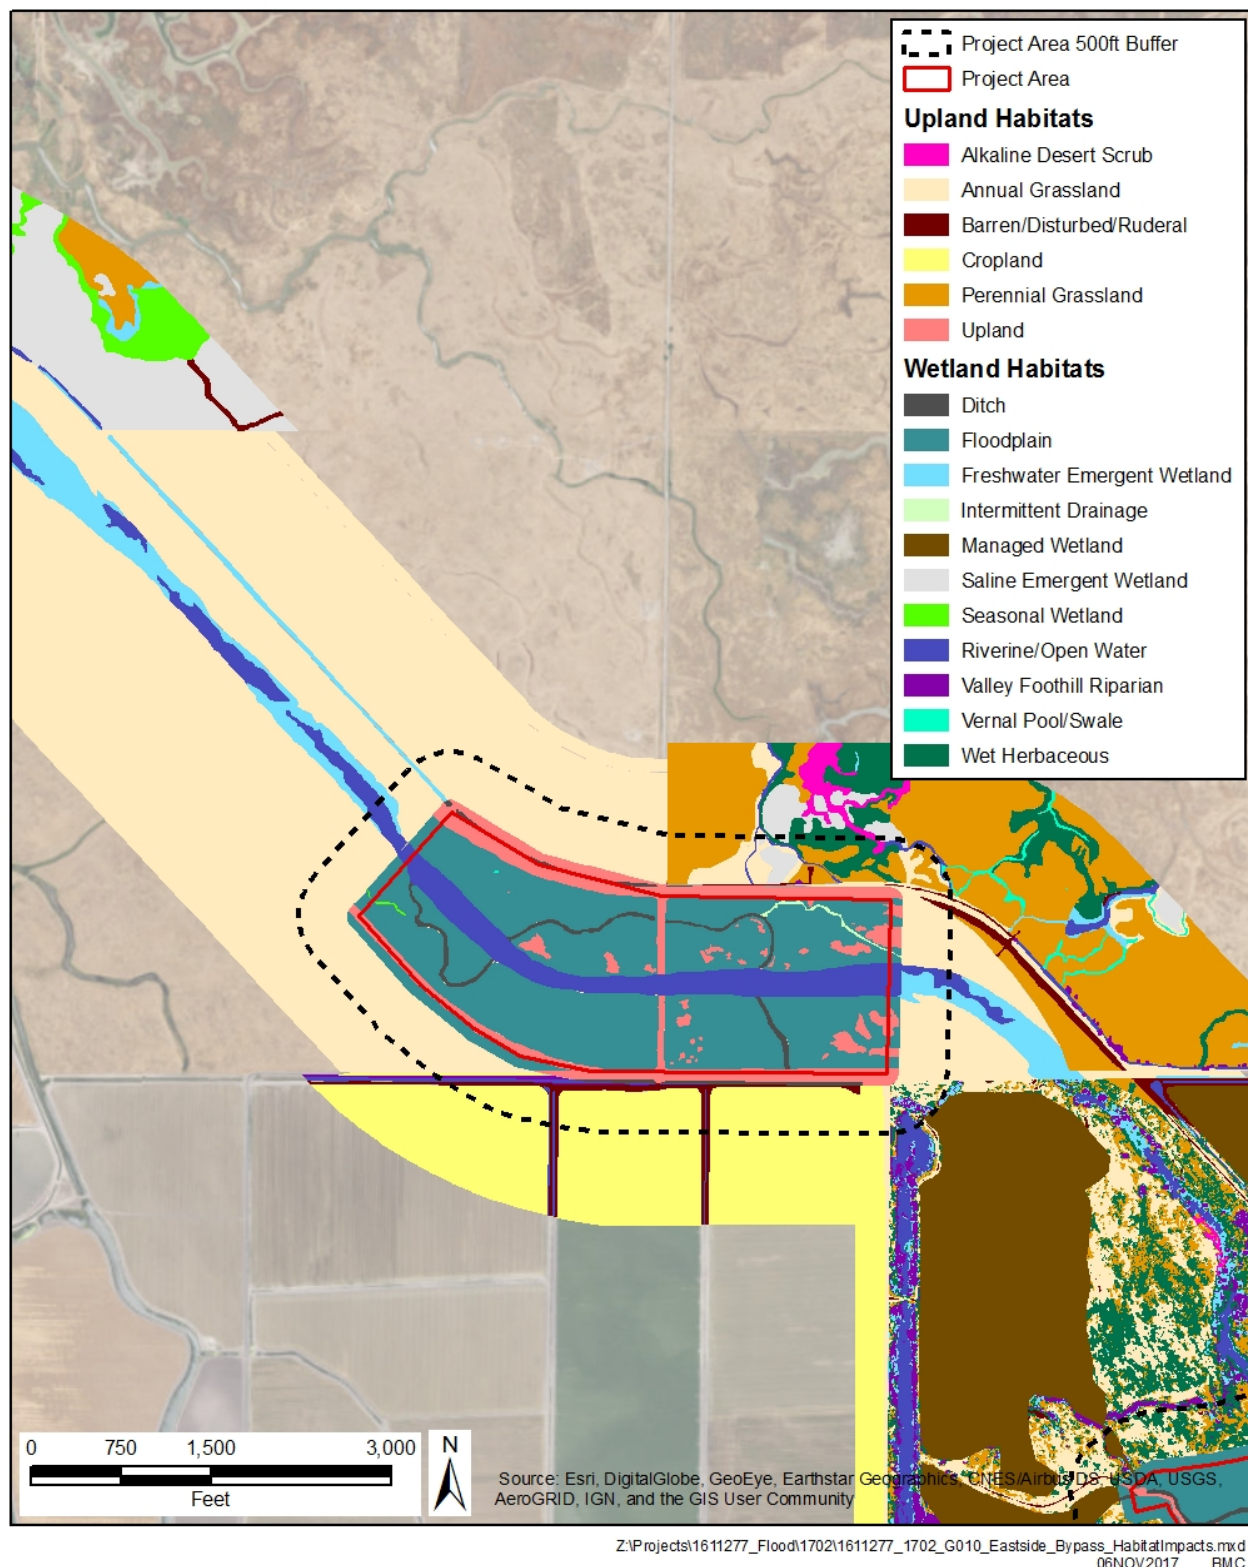 Project Area 500ft Buffer
Project Area
Upland Habitats
Alkaline Desert Scrub
Annual Grassland
Barren/Disturbed/Ruderal
Cropland
Perennial Grassland
Upland
Wetland Habitats
Ditch
Floodplain
Freshwater Emergent Wetland
Intermittent Drainage
Managed Wetland
Saline Emergent Wetland
Seasonal Wetland
Riverine/Open Water
Valley Foothill Riparian
Vernal Pool/Swale
Wet Herbaceous
0 750 1,500 3,000
Feet
N
Source: Esri, DigitalGlobe, GeoEye, Earthstar Geographics, CNES/Airbus DS, USDA, USGS,
AeroGRID, IGN, and the GIS User Community
Z:\Projects\1611277_Flood\1702\1611277_1702_G010_Eastside_Bypass_HabitatImpacts.mxd
06NOV2017 BMC